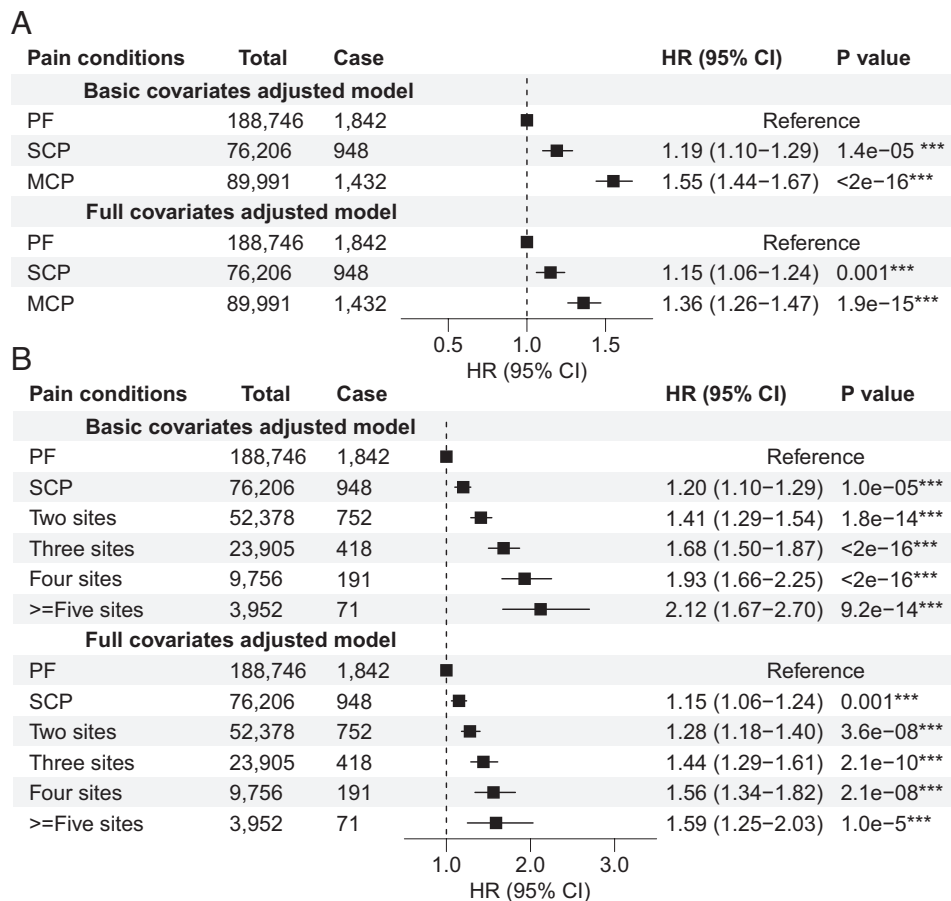 A
Pain conditions Total Case HR (95% CI) P value
Basic covariates adjusted model
PF 188,746 1,842 Reference
SCP 76,206 948 1.19 (1.10−1.29) 1.4e−05 ***
MCP 89,991 1,432 1.55 (1.44−1.67) <2e−16***
Full covariates adjusted model
PF 188,746 1,842 Reference
SCP 76,206 948 1.15 (1.06−1.24) 0.001***
MCP 89,991 1,432 1.36 (1.26−1.47) 1.9e−15***
0.5 1.0 1.5
HR (95% CI)
B
Pain conditions Total Case HR (95% CI) P value
Basic covariates adjusted model
PF 188,746 1,842 Reference
SCP 76,206 948 1.20 (1.10−1.29) 1.0e−05***
Two sites 52,378 752 1.41 (1.29−1.54) 1.8e−14***
Three sites 23,905 418 1.68 (1.50−1.87) <2e−16***
Four sites 9,756 191 1.93 (1.66−2.25) <2e−16***
>=Five sites 3,952 71 2.12 (1.67−2.70) 9.2e−14***
Full covariates adjusted model
PF 188,746 1,842 Reference
SCP 76,206 948 1.15 (1.06−1.24) 0.001***
Two sites 52,378 752 1.28 (1.18−1.40) 3.6e−08***
Three sites 23,905 418 1.44 (1.29−1.61) 2.1e−10***
Four sites 9,756 191 1.56 (1.34−1.82) 2.1e−08***
>=Five sites 3,952 71 1.59 (1.25−2.03) 1.0e−5***
1.0 2.0 3.0
HR (95% CI)